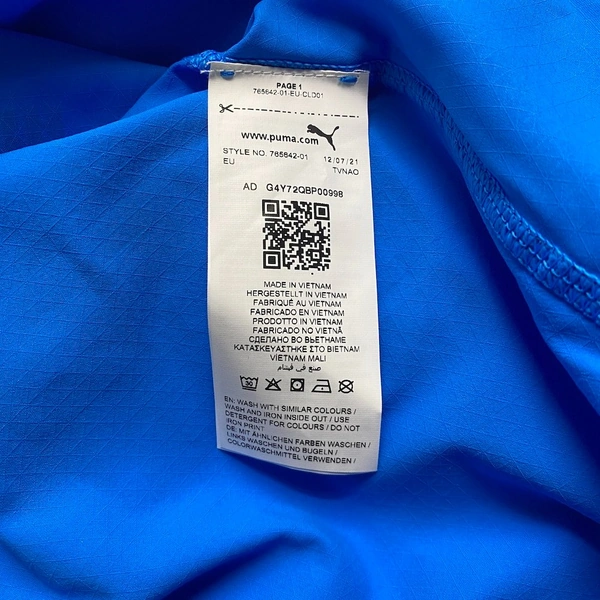 PAGE 1
765642-01-EU-CLD01
www.puma.com
STYLE NO. 765642-01 12/07/21
EU TVNAO
AD G4Y72QBP00998
MADE IN VIETNAM
HERGESTELLT IN VIETNAM
FABRIQUÉ AU VIETNAM
FABRICADO EN VIETNAM
PRODOTTO IN VIETNAM
FABRICADO NO VIETNÃ
СДЕЛАНО ВО ВЬЕТНАМЕ
ΚΑΤΑΣΚΕΥΑΣΤΗΚΕ ΣΤΟ ΒΙΕΤΝΑΜ
VİETNAM MALI
صنع في فيتنام
30
EN: WASH WITH SIMILAR COLOURS /
WASH AND IRON INSIDE OUT / USE
DETERGENT FOR COLOURS / DO NOT
IRON PRINT
DE: MIT ÄHNLICHEN FARBEN WASCHEN /
LINKS WASCHEN UND BÜGELN /
COLORWASCHMITTEL VERWENDEN /